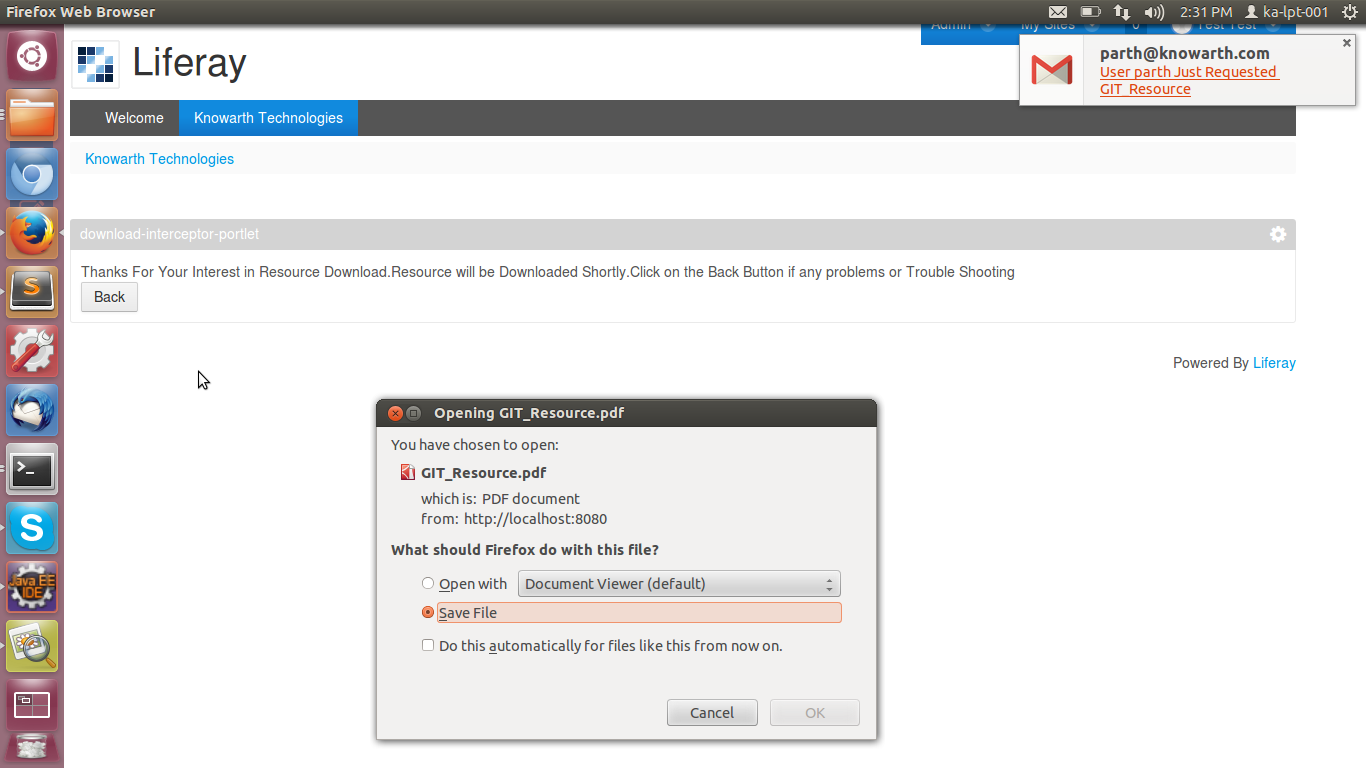 Firefox Web Browser
2:31 PM
ka-lpt-001
Admin
My Sites
0
Test Test
Liferay
parth@knowarth.com
User parth Just Requested
GIT_Resource
Welcome
Knowarth Technologies
Knowarth Technologies
download-interceptor-portlet
Thanks For Your Interest in Resource Download.Resource will be Downloaded Shortly.Click on the Back Button if any problems or Trouble Shooting
Back
Powered By Liferay
Opening GIT_Resource.pdf
You have chosen to open:
GIT_Resource.pdf
which is: PDF document
from: http://localhost:8080
What should Firefox do with this file?
Open with
Document Viewer (default)
Save File
Do this automatically for files like this from now on.
Cancel
OK
Java EE
IDE